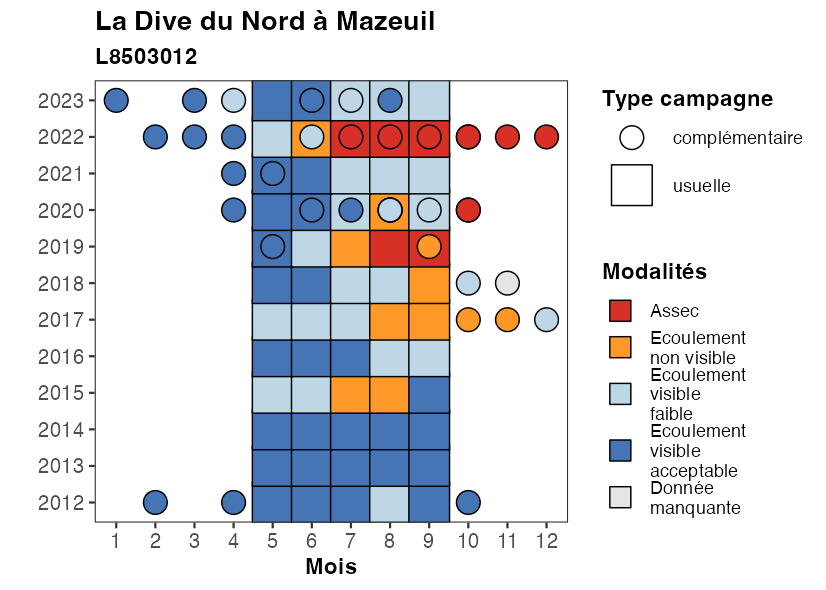 La Dive du Nord à Mazeuil
L8503012
2023
2022
2021
2020
2019
2018
2017
2016
2015
2014
2013
2012
1 2 3 4 5 6 7 8 9 10 11 12
Mois
Type campagne
complémentaire
usuelle
Modalités
Assec
Ecoulement
non visible
Ecoulement
visible
faible
Ecoulement
visible
acceptable
Donnée
manquante